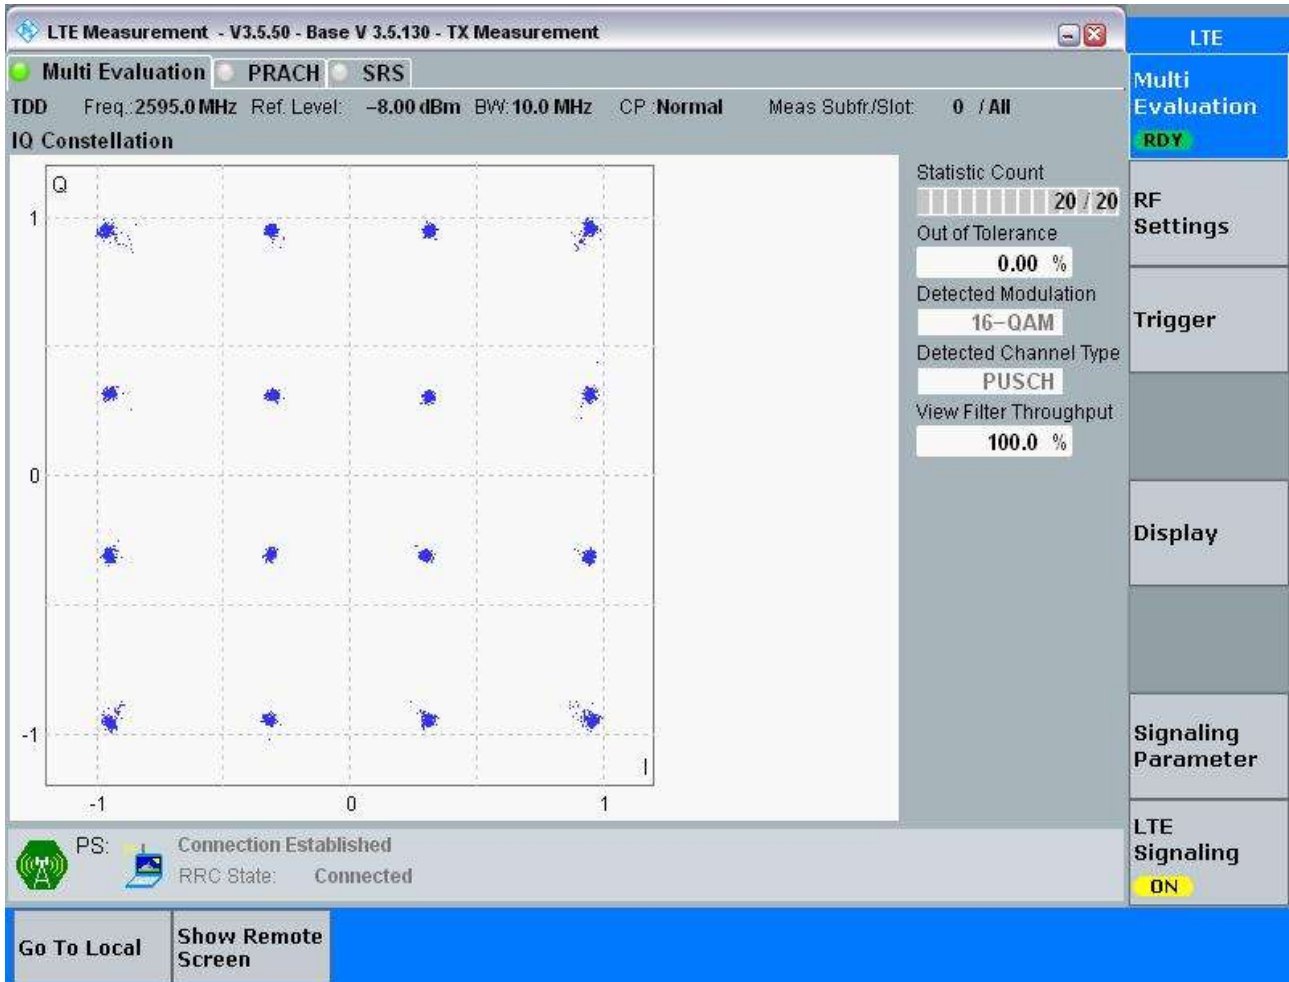 LTE Measurement - V3.5.50 - Base V 3.5.130 - TX Measurement
LTE
Multi Evaluation PRACH SRS
TDD Freq.:2595.0 MHz Ref. Level: −8.00 dBm BW:10.0 MHz CP :Normal Meas Subfr./Slot: 0 / All
IQ Constellation
Q
1
0
-1
-1 0 1
I
Statistic Count
20 / 20
Out of Tolerance
0.00 %
Detected Modulation
16−QAM
Detected Channel Type
PUSCH
View Filter Throughput
100.0 %
Multi
Evaluation
RDY
RF
Settings
Trigger
Display
Signaling
Parameter
LTE
Signaling
ON
PS: Connection Established
RRC State: Connected
Go To Local
Show Remote
Screen